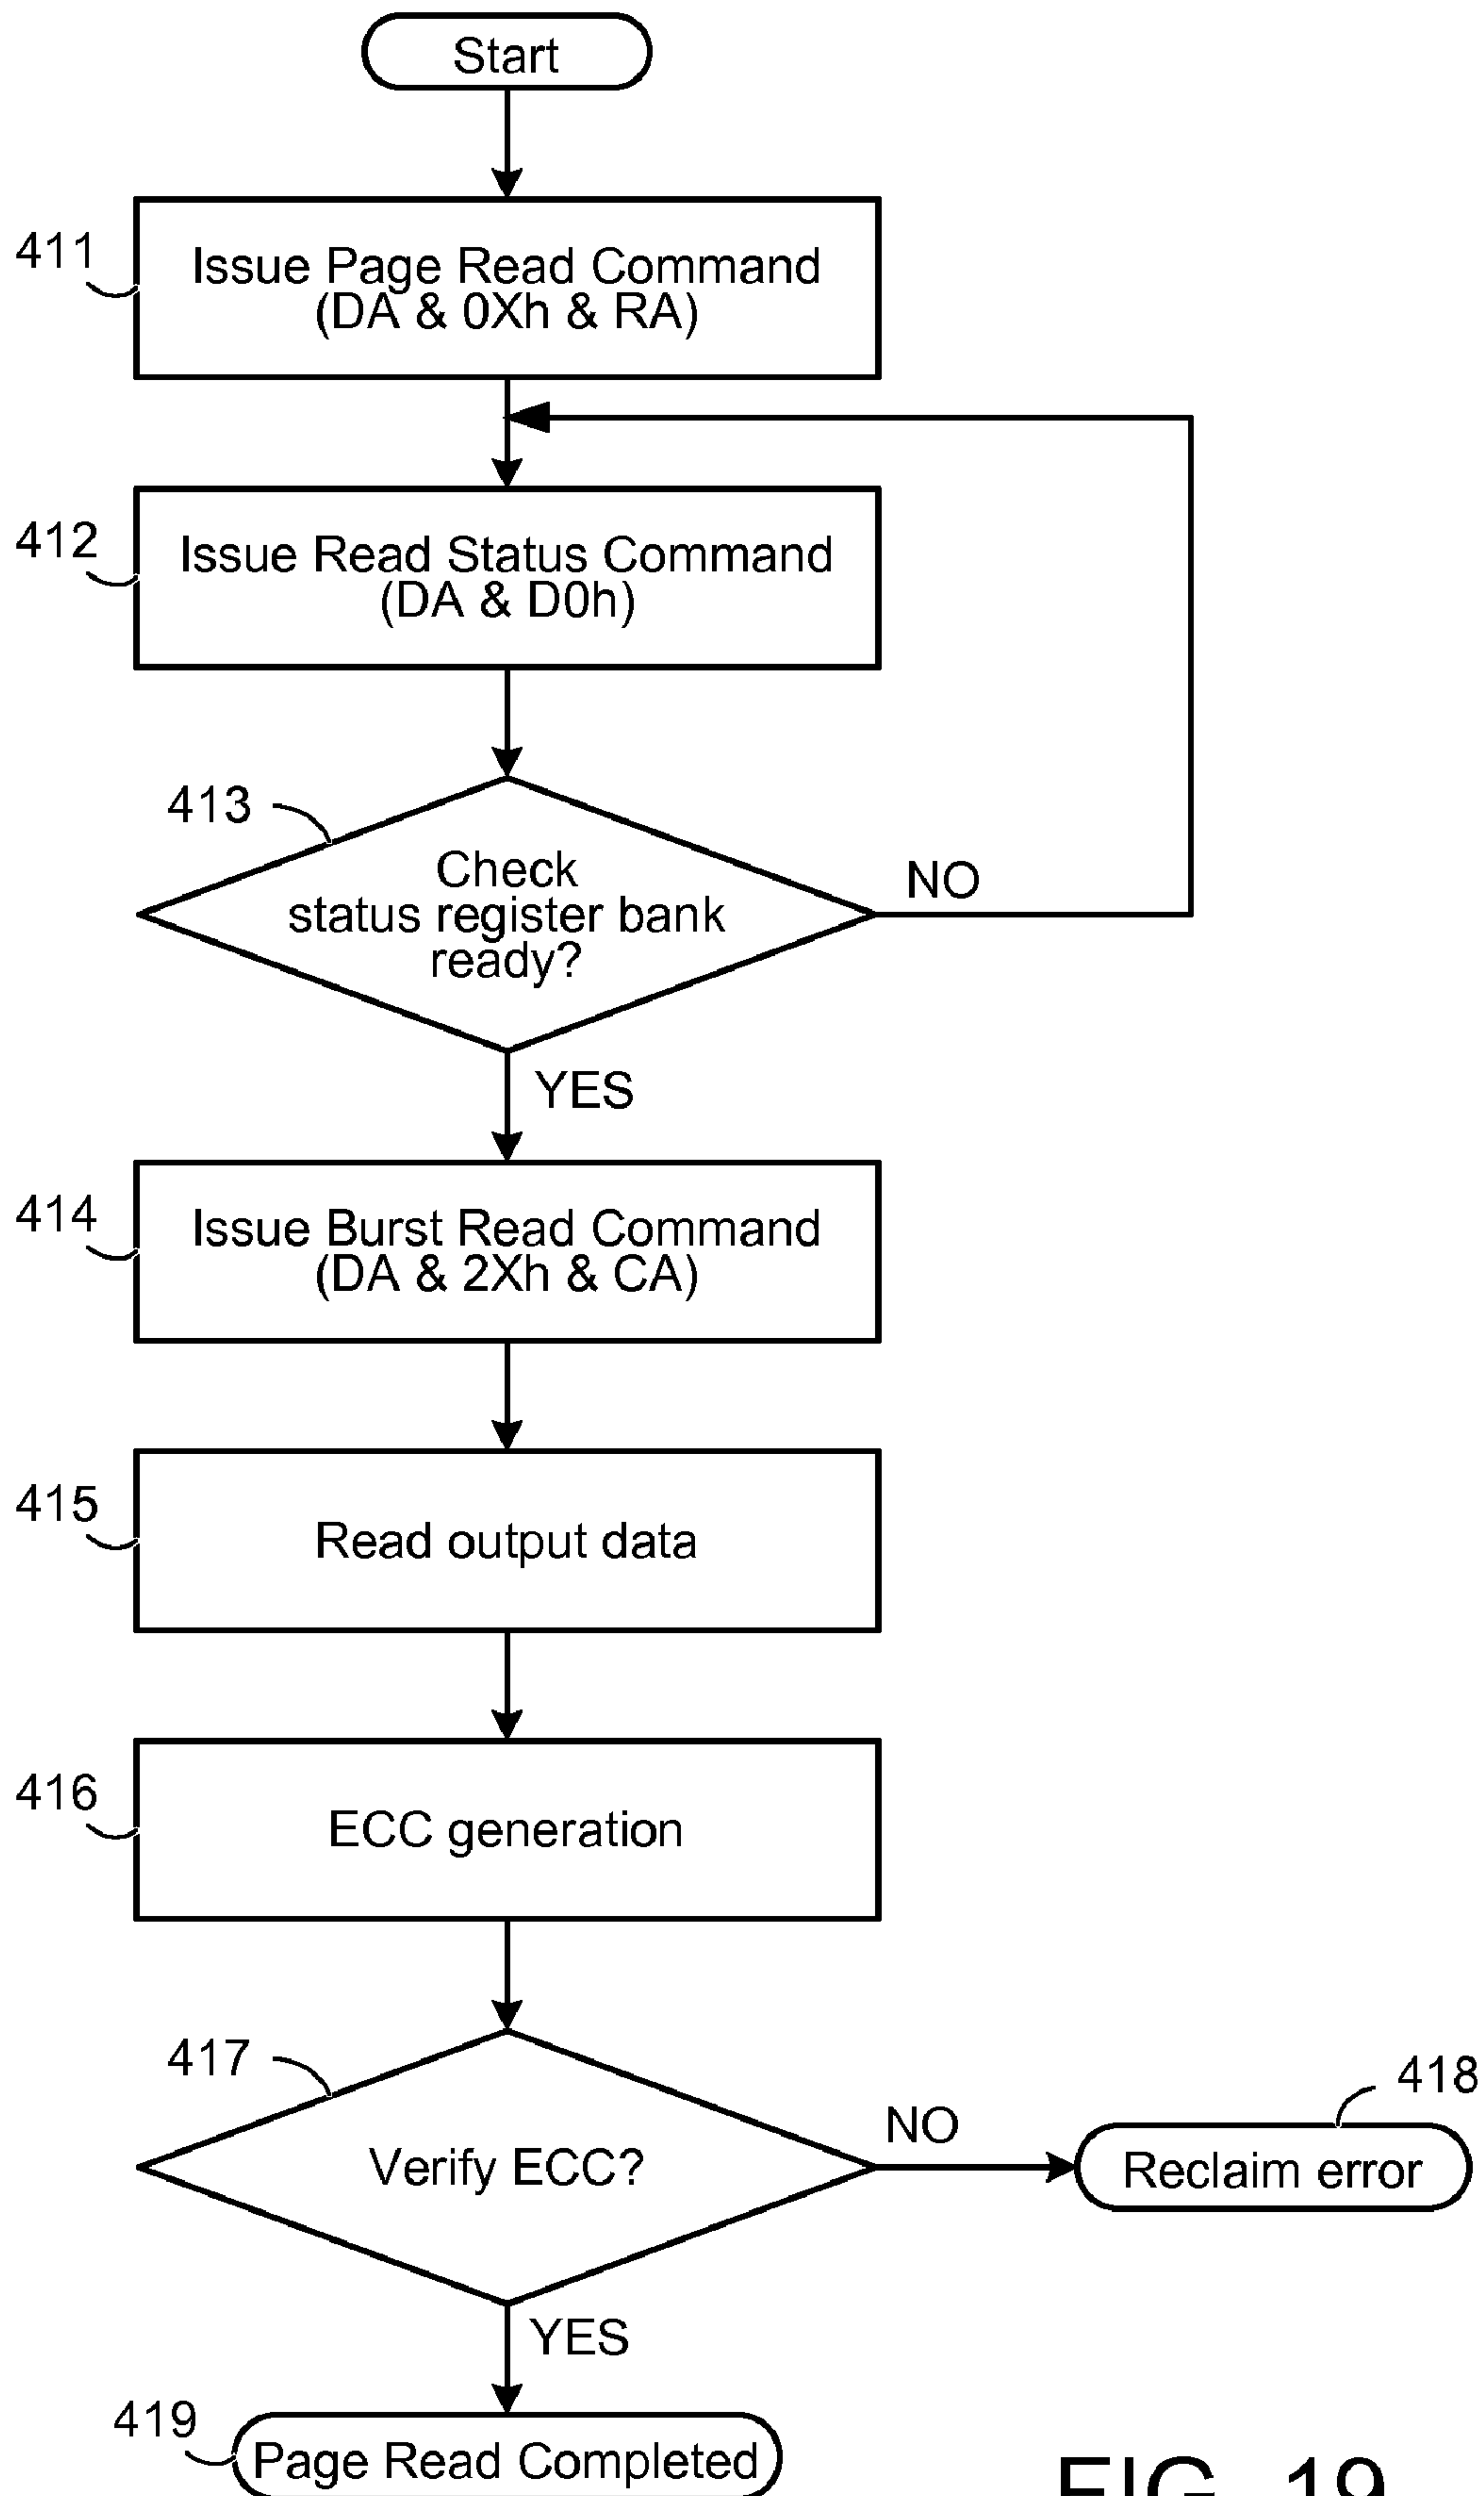 Start
411
Issue Page Read Command
(DA & 0Xh & RA)
412
Issue Read Status Command
(DA & D0h)
413
Check
status register bank
ready?
NO
YES
414
Issue Burst Read Command
(DA & 2Xh & CA)
415
Read output data
416
ECC generation
417
Verify ECC?
NO
418
Reclaim error
YES
419
Page Read Completed
FIG. 19